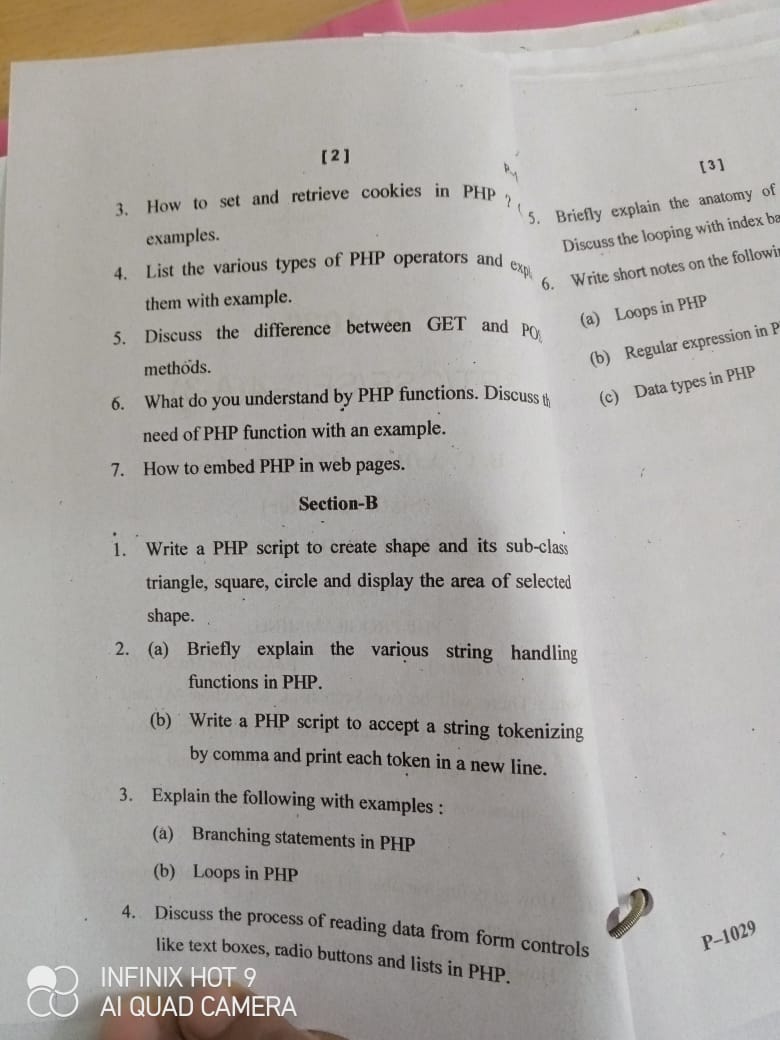 [2]
3. How to set and retrieve cookies in PHP ?
examples.
4. List the various types of PHP operators and expl
them with example.
5. Discuss the difference between GET and PO
methods.
6. What do you understand by PHP functions. Discuss th
need of PHP function with an example.
7. How to embed PHP in web pages.
Section-B
1. Write a PHP script to create shape and its sub-class
triangle, square, circle and display the area of selected
shape.
2. (a) Briefly explain the various string handling
functions in PHP.
(b) Write a PHP script to accept a string tokenizing
by comma and print each token in a new line.
3. Explain the following with examples :
(a) Branching statements in PHP
(b) Loops in PHP
4. Discuss the process of reading data from form controls
like text boxes, radio buttons and lists in PHP.
[3]
5. Briefly explain the anatomy of
Discuss the looping with index ba
6. Write short notes on the followi
(a) Loops in PHP
(b) Regular expression in P
(c) Data types in PHP
P-1029
INFINIX HOT 9
AI QUAD CAMERA